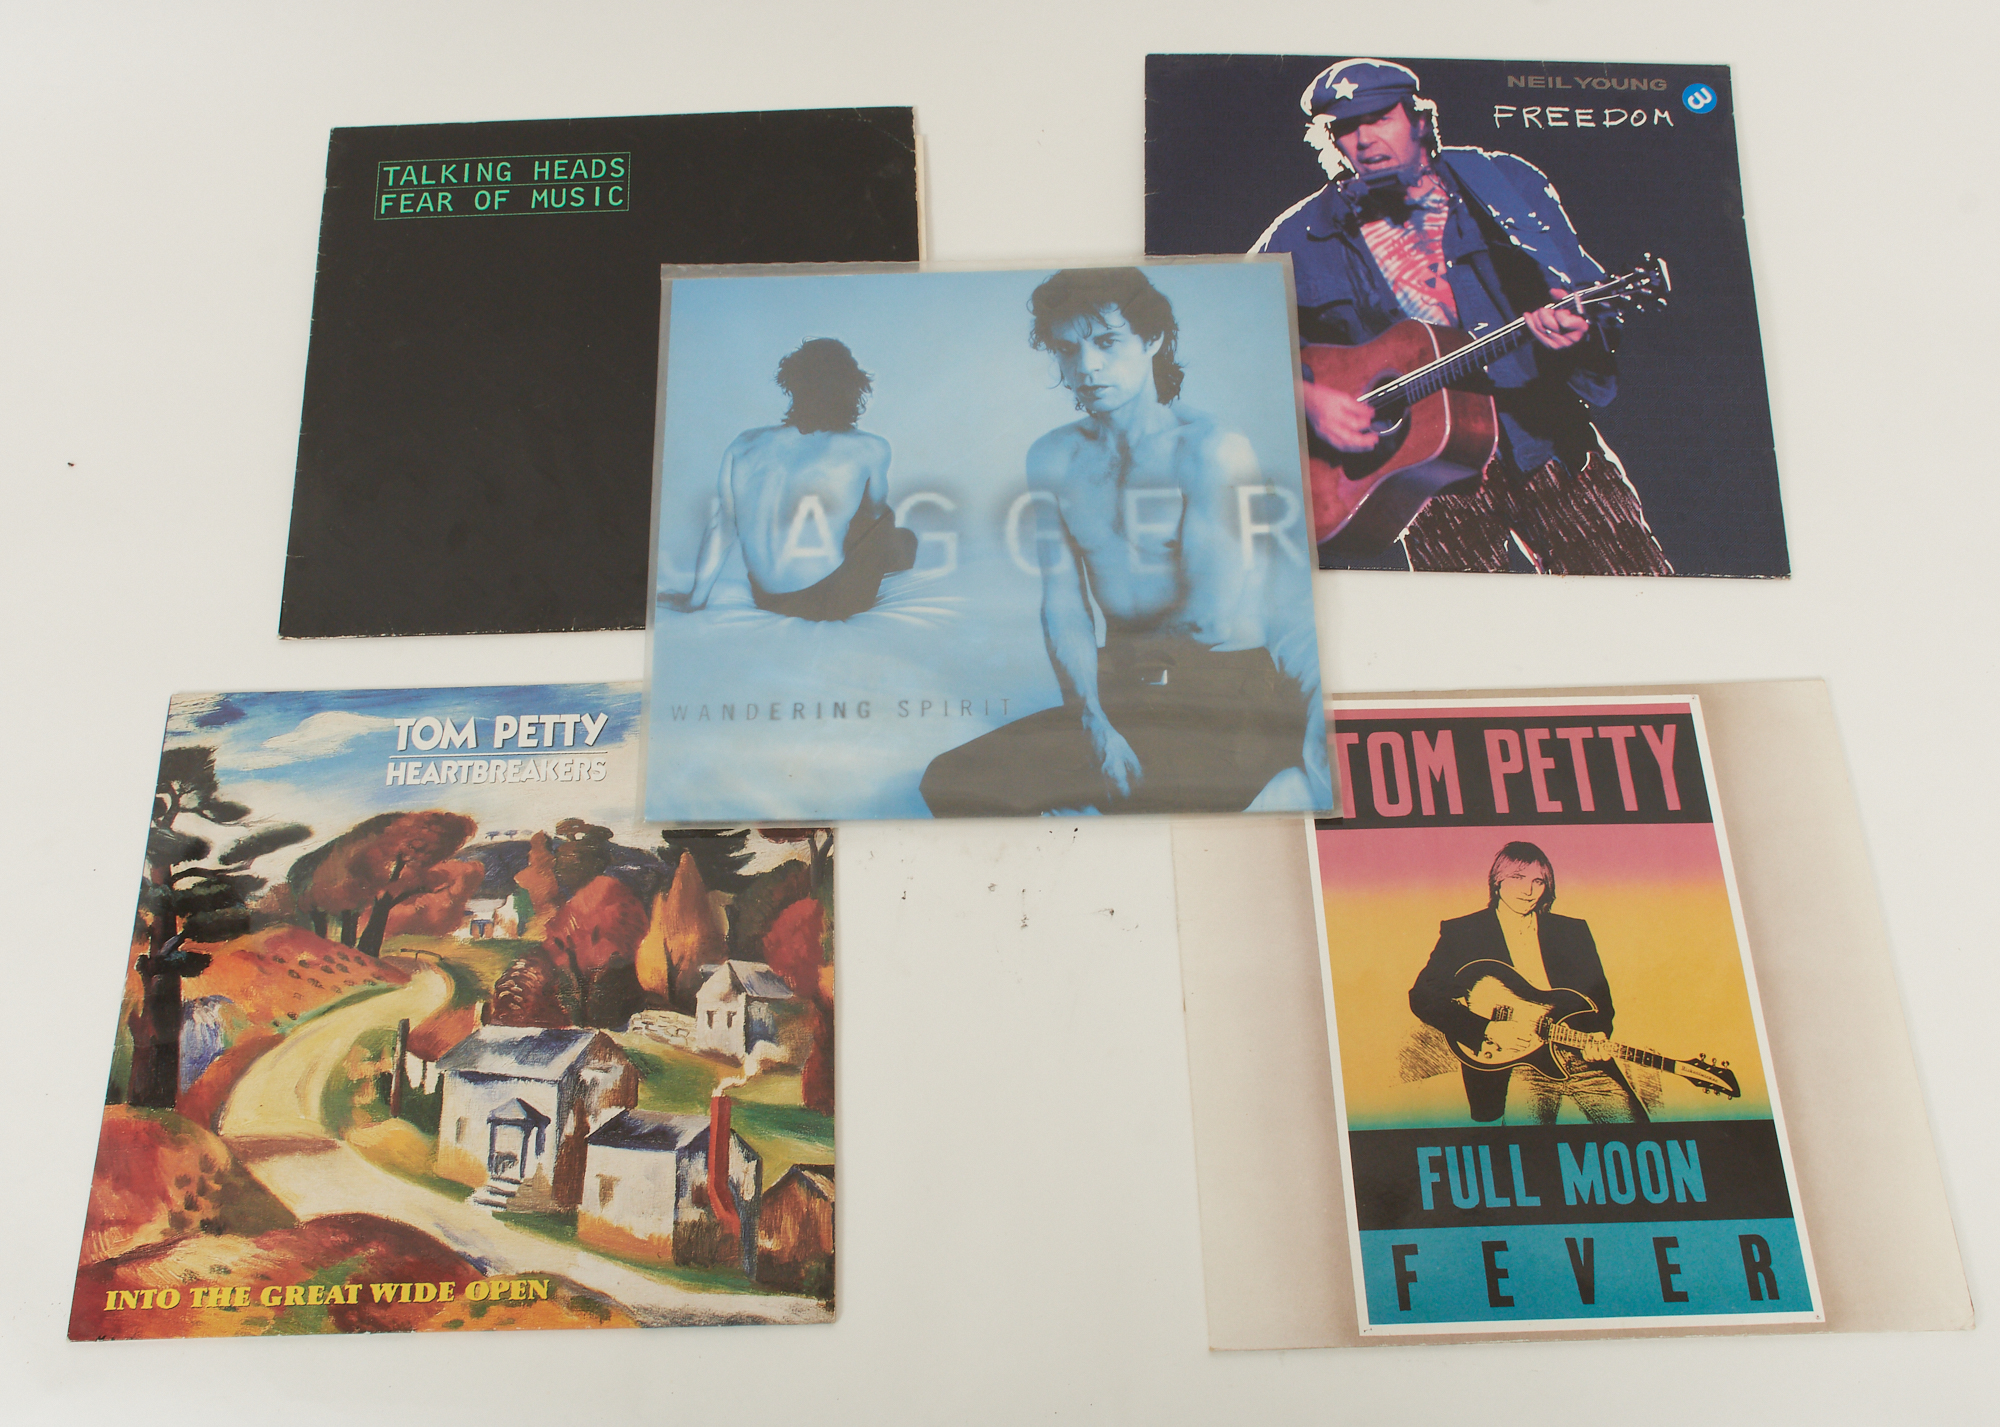 TALKING HEADS
FEAR OF MUSIC
NEIL YOUNG
FREEDOM
3
JAGGER
WANDERING SPIRIT
TOM PETTY
HEARTBREAKERS
INTO THE GREAT WIDE OPEN
TOM PETTY
FULL MOON
FEVER